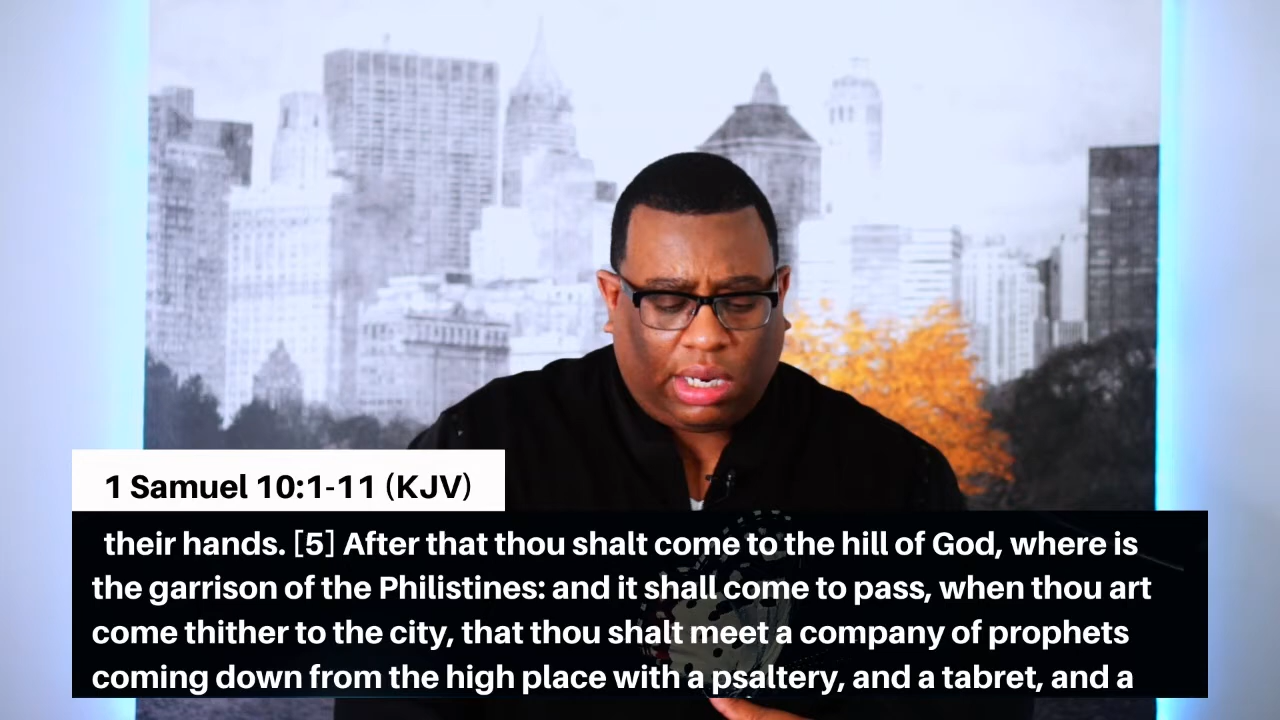 1 Samuel 10:1-11 (KJV)
their hands. [5] After that thou shalt come to the hill of God, where is
the garrison of the Philistines: and it shall come to pass, when thou art
come thither to the city, that thou shalt meet a company of prophets
coming down from the high place with a psaltery, and a tabret, and a